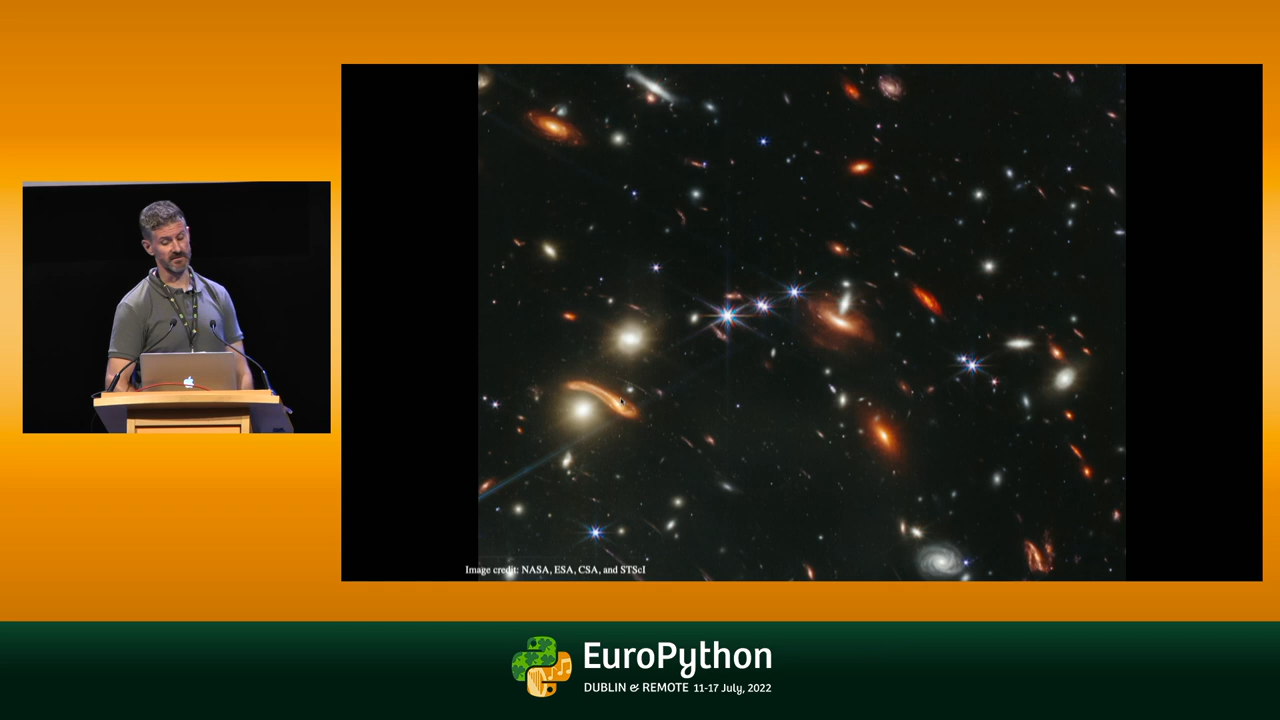 Image credit: NASA, ESA, CSA, and STScI
EuroPython
DUBLIN & REMOTE 11-17 July, 2022